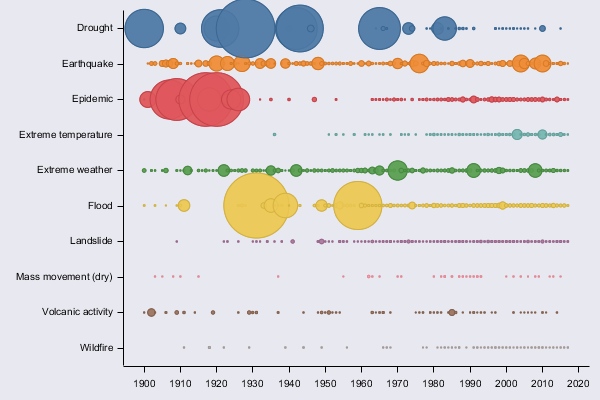 Drought
Earthquake
Epidemic
Extreme temperature
Extreme weather
Flood
Landslide
Mass movement (dry)
Volcanic activity
Wildfire
1900 1910 1920 1930 1940 1950 1960 1970 1980 1990 2000 2010 2020